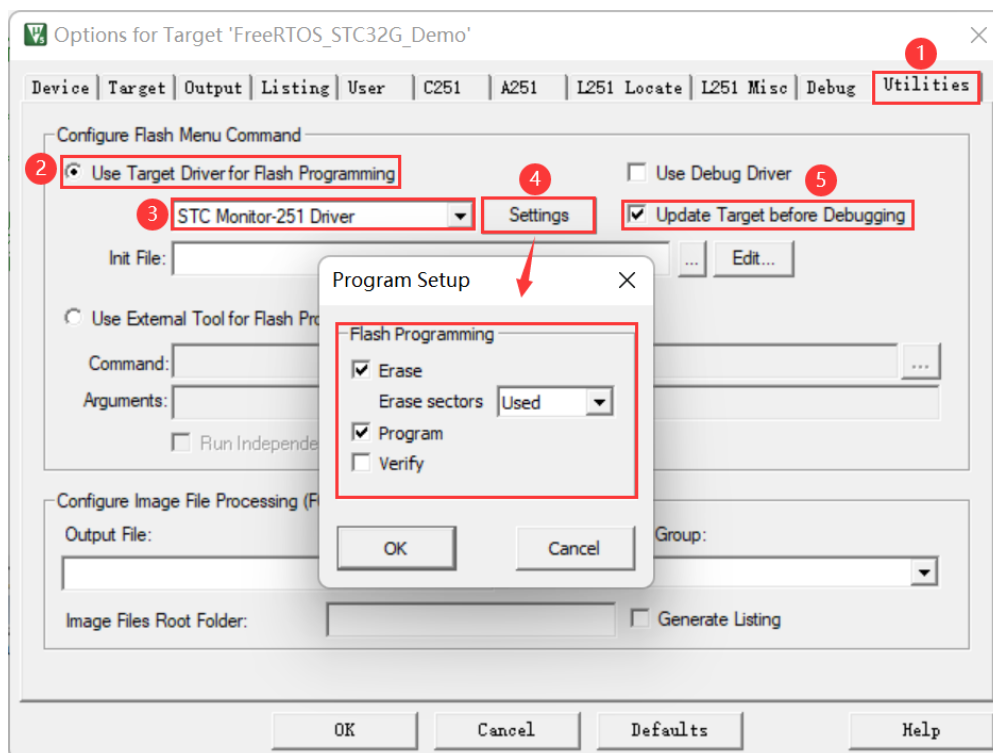 Options for Target 'FreeRTOS_STC32G_Demo'
1
Device Target Output Listing User C251 A251 L251 Locate L251 Misc Debug Utilities
Configure Flash Menu Command
2 Use Target Driver for Flash Programming
4
Use Debug Driver
5
3 STC Monitor-251 Driver Settings Update Target before Debugging
Init File: ... Edit...
Program Setup
Use External Tool for Flash Pro
Flash Programming
Command: ...
Erase
Arguments:
Erase sectors Used
Program
Run Independe
Verify
Configure Image File Processing (F
Output File: Group:
OK Cancel
Image Files Root Folder: Generate Listing
OK Cancel Defaults Help